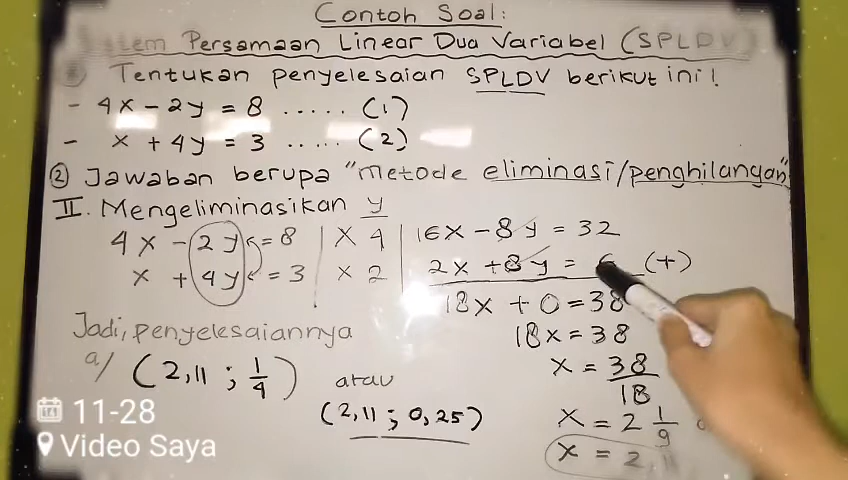 Contoh Soal:
Sistem Persamaan Linear Dua Variabel (SPLDV)
Tentukan penyelesaian SPLDV berikut ini!
- 4x - 2y = 8 ..... (1)
- x + 4y = 3 ..... (2)
② Jawaban berupa "metode eliminasi/penghilangan"
II. Mengeliminasikan y
4x - 2y = 8 | x 4 | 16x - 8y = 32
x + 4y = 3 | x 2 | 2x + 8y = 6 (+)
18x + 0 = 38
18x = 38
x = 38/18
x = 2 1/9
x = 2,11
Jadi, penyelesaiannya
a/ (2,11 ; 1/4)
atau
(2,11 ; 0,25)
11-28
Video Saya